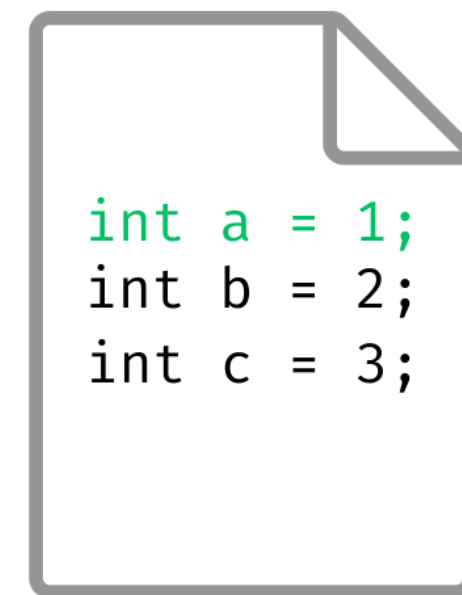 int a = 1;
int b = 2;
int c = 3;